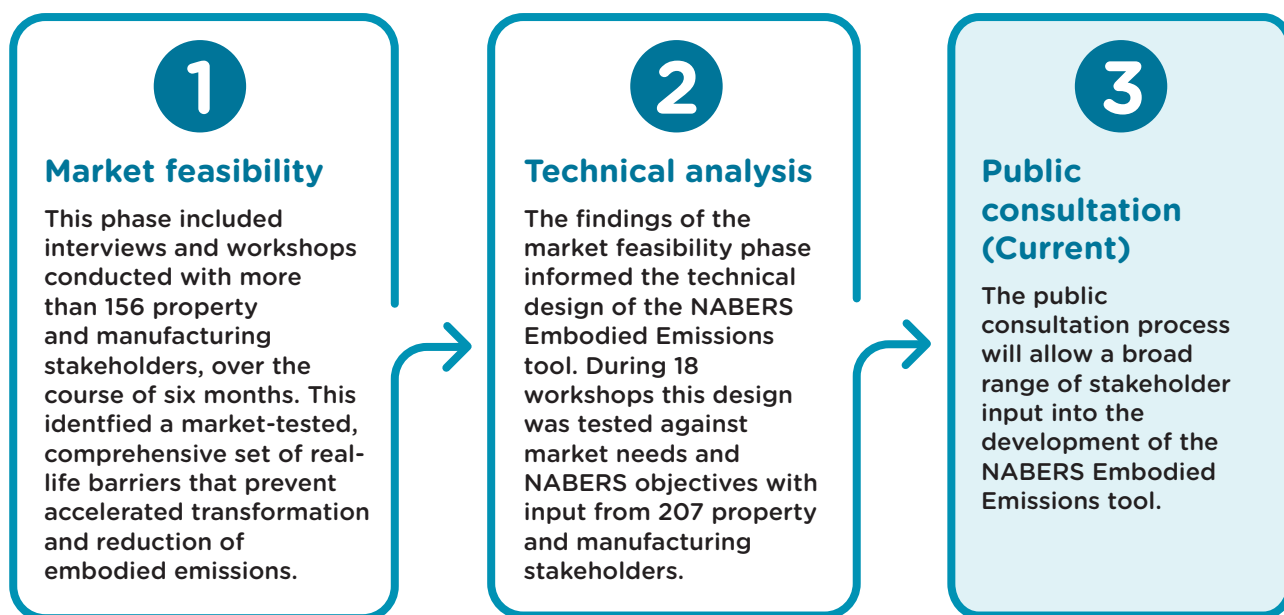 1
Market feasibility
This phase included
interviews and workshops
conducted with more
than 156 property
and manufacturing
stakeholders, over the
course of six months. This
identfied a market-tested,
comprehensive set of real-
life barriers that prevent
accelerated transformation
and reduction of
embodied emissions.
2
Technical analysis
The findings of the
market feasibility phase
informed the technical
design of the NABERS
Embodied Emissions
tool. During 18
workshops this design
was tested against
market needs and
NABERS objectives with
input from 207 property
and manufacturing
stakeholders.
3
Public
consultation
(Current)
The public
consultation process
will allow a broad
range of stakeholder
input into the
development of the
NABERS Embodied
Emissions tool.